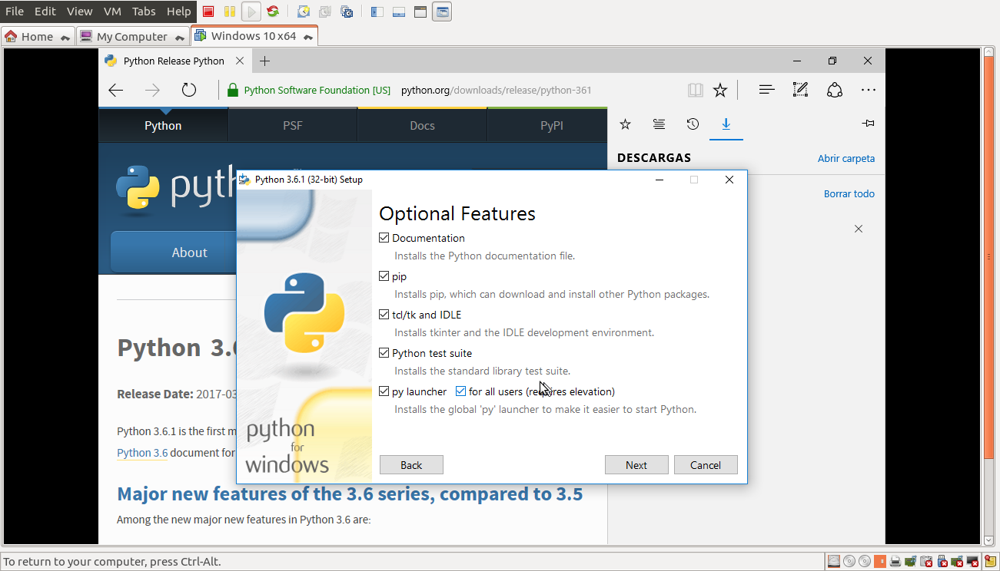 File Edit View VM Tabs Help
Home My Computer Windows 10 x64
Python Release Python
Python Software Foundation [US] python.org/downloads/release/python-361
Python PSF Docs PyPI
DESCARGAS Abrir carpeta
Borrar todo
About
Python 3.6.1 (32-bit) Setup
Optional Features
Documentation
Installs the Python documentation file.
pip
Installs pip, which can download and install other Python packages.
tcl/tk and IDLE
Installs tkinter and the IDLE development environment.
Python test suite
Installs the standard library test suite.
py launcher for all users (requires elevation)
Installs the global 'py' launcher to make it easier to start Python.
python
for
windows
Back Next Cancel
Python 3.
Release Date: 2017-03
Python 3.6.1 is the first m
Python 3.6 document for
Major new features of the 3.6 series, compared to 3.5
Among the new major new features in Python 3.6 are:
To return to your computer, press Ctrl-Alt.